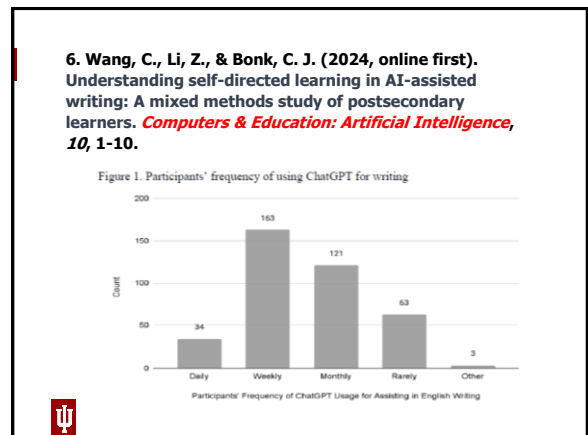 6. Wang, C., Li, Z., & Bonk, C. J. (2024, online first).
Understanding self-directed learning in AI-assisted
writing: A mixed methods study of postsecondary
learners. Computers & Education: Artificial Intelligence,
10, 1-10.
Figure 1. Participants' frequency of using ChatGPT for writing
200
150
100
50
0
Count
34
163
121
63
3
Daily Weekly Monthly Rarely Other
Participants' Frequency of ChatGPT Usage for Assisting in English Writing